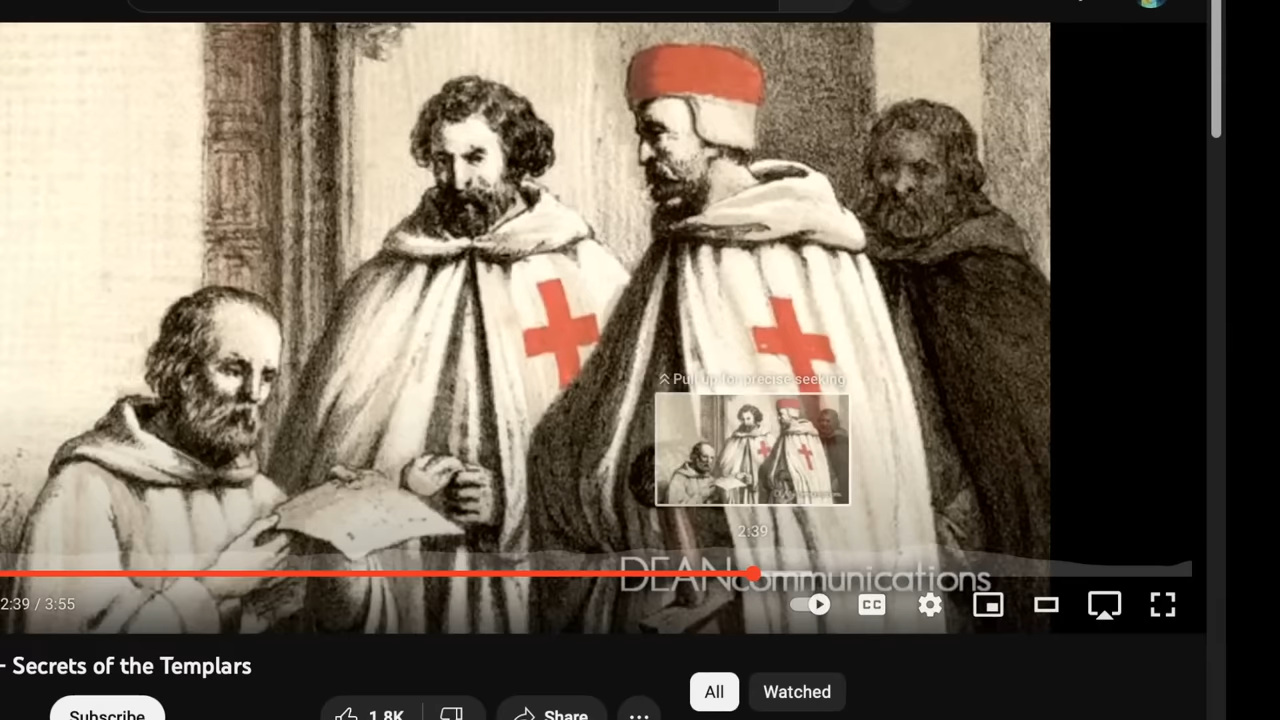 Pull up for precise seeking
2:39
DEANcommunications
2:39 / 3:55
CC
- Secrets of the Templars
All
Watched
Subscribe
1.8K
Share